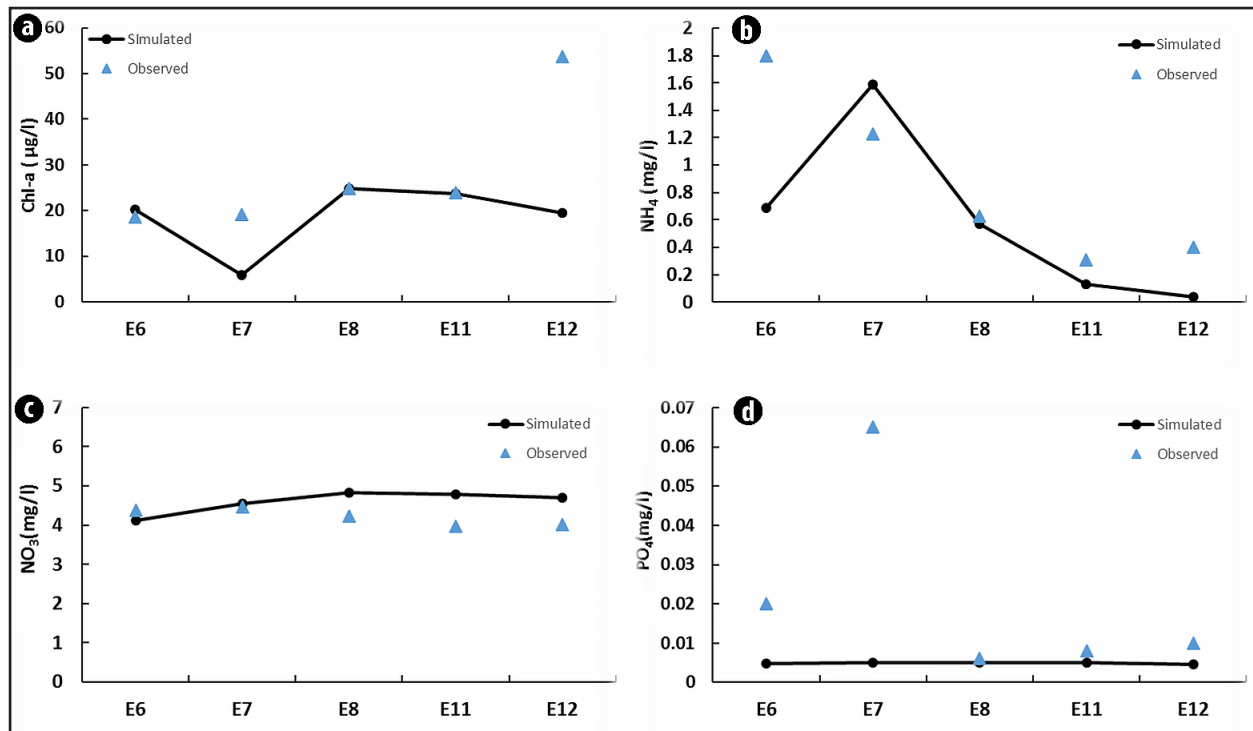 a
60
50
40
30
20
10
0
Chl-a ( µg/l)
SImulated
Observed
E6 E7 E8 E11 E12
b
2
1.8
1.6
1.4
1.2
1
0.8
0.6
0.4
0.2
0
NH₄ (mg/l)
Simulated
Observed
E6 E7 E8 E11 E12
c
7
6
5
4
3
2
1
0
NO₃(mg/l)
Simulated
Observed
E6 E7 E8 E11 E12
d
0.07
0.06
0.05
0.04
0.03
0.02
0.01
0
PO₄(mg/l)
Simulated
Observed
E6 E7 E8 E11 E12